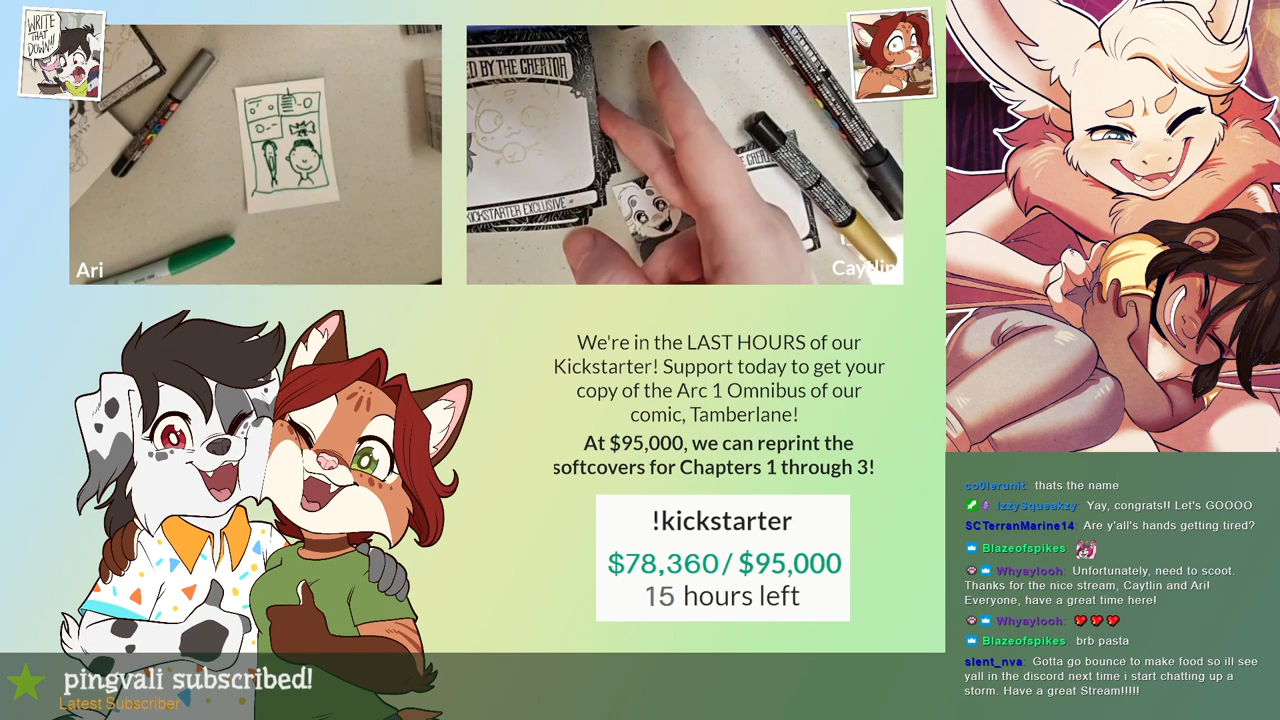 WRITE
THAT
DOWN!!
ED BY THE CREATOR
KICKSTARTER EXCLUSIVE
Ari
Caytlin
We're in the LAST HOURS of our
Kickstarter! Support today to get your
copy of the Arc 1 Omnibus of our
comic, Tamberlane!
At $95,000, we can reprint the
softcovers for Chapters 1 through 3!
!kickstarter
$78,360/ $95,000
15 hours left
pingvali subscribed!
Latest Subscriber
co0lerunit: thats the name
IzzySqueakzy: Yay, congrats!! Let's GOOOO
SCTerranMarine14: Are y'all's hands getting tired?
Blazeofspikes
Whyaylooh: Unfortunately, need to scoot.
Thanks for the nice stream, Caytlin and Ari!
Everyone, have a great time here!
Whyaylooh:
Blazeofspikes brb pasta
slent_nva: Gotta go bounce to make food so ill see
yall in the discord next time i start chatting up a
storm. Have a great Stream!!!!!